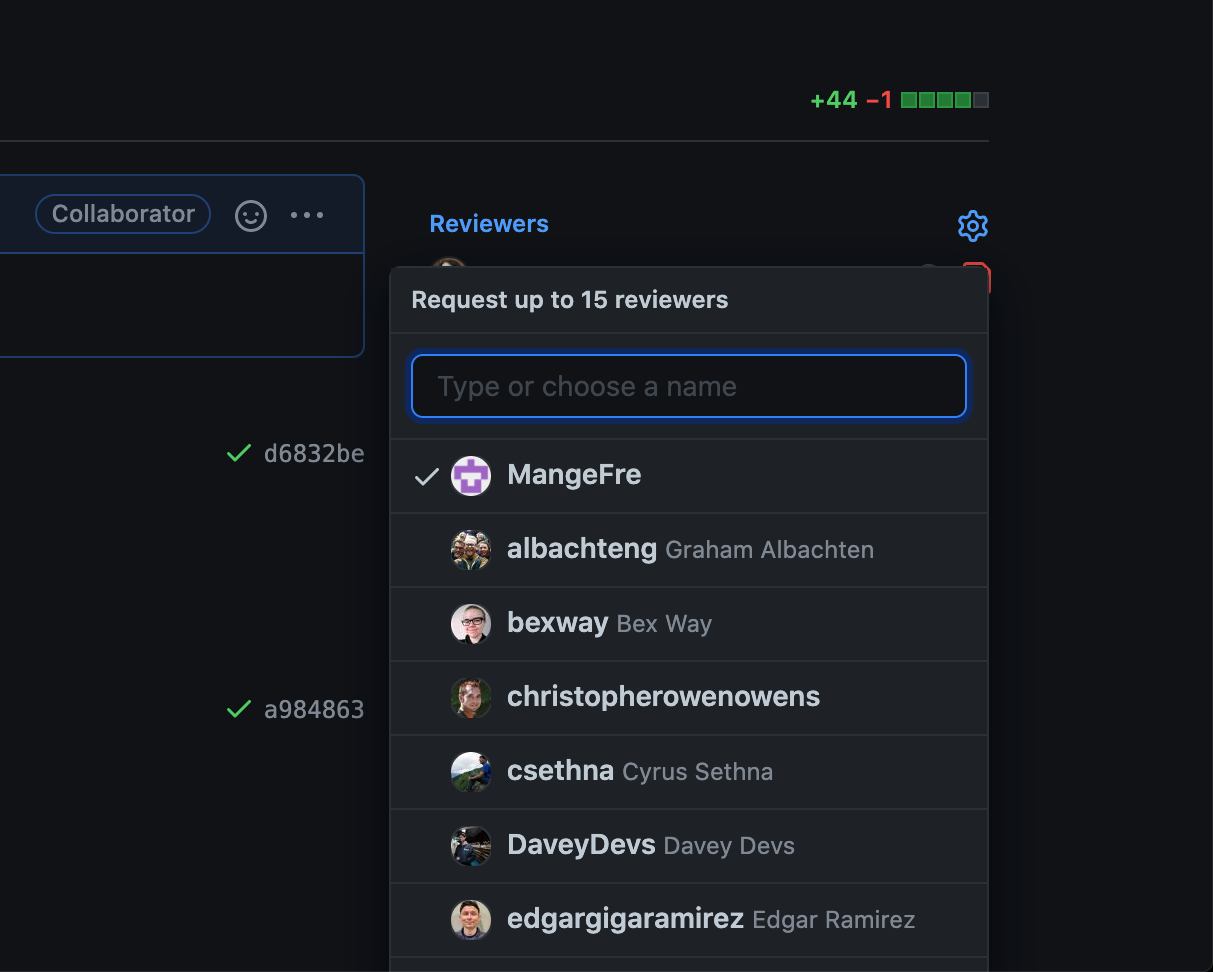 +44 −1
Collaborator
Reviewers
Request up to 15 reviewers
Type or choose a name
d6832be
MangeFre
albachteng Graham Albachten
bexway Bex Way
christopherowenowens
a984863
csethna Cyrus Sethna
DaveyDevs Davey Devs
edgargigaramirez Edgar Ramirez